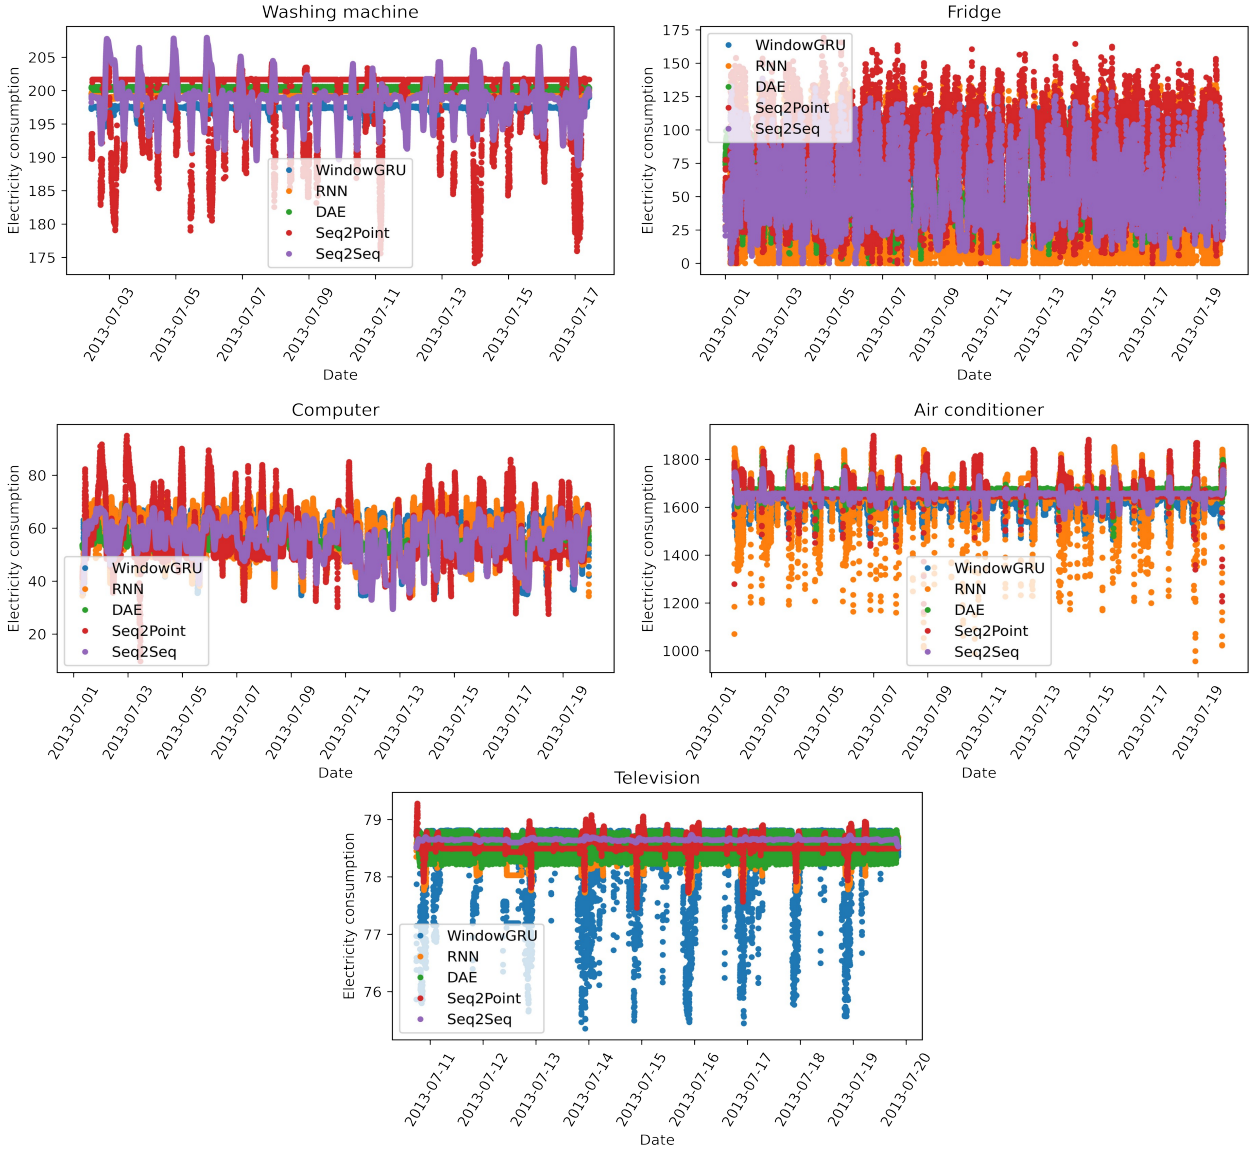 Washing machine
Electricity consumption
205
200
195
190
185
180
175
WindowGRU
RNN
DAE
Seq2Point
Seq2Seq
2013-07-03
2013-07-05
2013-07-07
2013-07-09
2013-07-11
2013-07-13
2013-07-15
2013-07-17
Date
Fridge
Electricity consumption
175
150
125
100
75
50
25
0
WindowGRU
RNN
DAE
Seq2Point
Seq2Seq
2013-07-01
2013-07-03
2013-07-05
2013-07-07
2013-07-09
2013-07-11
2013-07-13
2013-07-15
2013-07-17
2013-07-19
Date
Computer
Electricity consumption
80
60
40
20
WindowGRU
RNN
DAE
Seq2Point
Seq2Seq
2013-07-01
2013-07-03
2013-07-05
2013-07-07
2013-07-09
2013-07-11
2013-07-13
2013-07-15
2013-07-17
2013-07-19
Date
Air conditioner
Electricity consumption
1800
1600
1400
1200
1000
WindowGRU
RNN
DAE
Seq2Point
Seq2Seq
2013-07-01
2013-07-03
2013-07-05
2013-07-07
2013-07-09
2013-07-11
2013-07-13
2013-07-15
2013-07-17
2013-07-19
Date
Television
Electricity consumption
79
78
77
76
WindowGRU
RNN
DAE
Seq2Point
Seq2Seq
2013-07-11
2013-07-12
2013-07-13
2013-07-14
2013-07-15
2013-07-16
2013-07-17
2013-07-18
2013-07-19
2013-07-20
Date